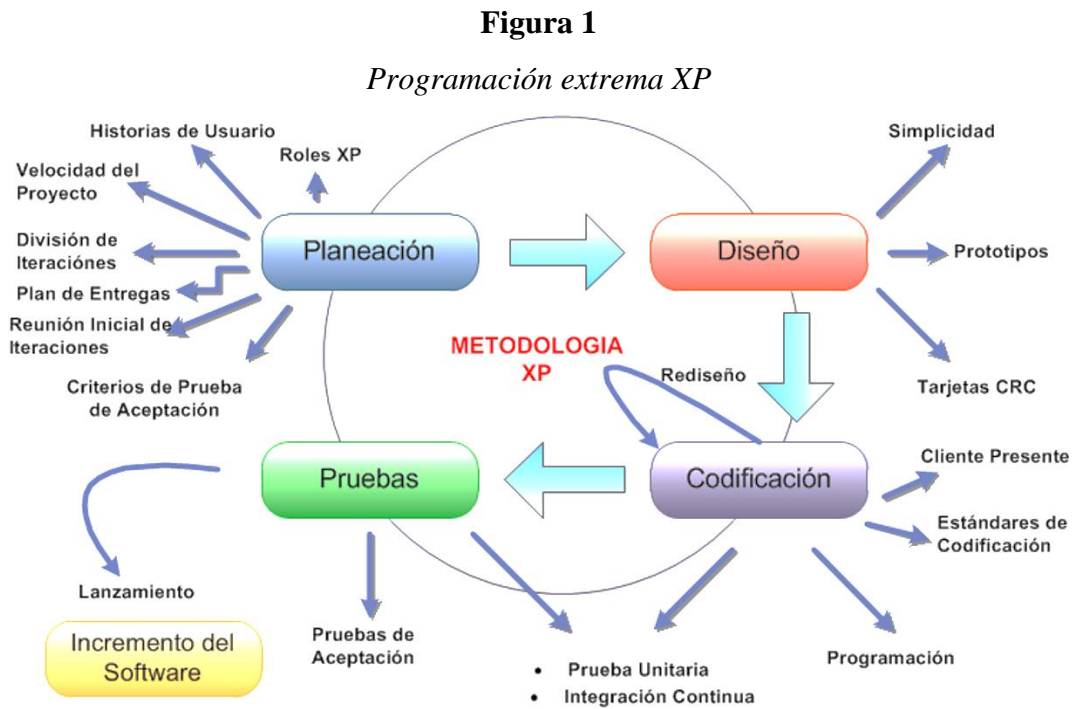 Figura 1
Programación extrema XP
Historias de Usuario
Roles XP
Velocidad del
Proyecto
División de
Iteraciónes
Plan de Entregas
Reunión Inicial de
Iteraciones
Criterios de Prueba
de Aceptación
Planeación
Diseño
Simplicidad
Prototipos
Tarjetas CRC
METODOLOGIA
XP
Rediseño
Pruebas
Codificación
Cliente Presente
Estándares de
Codificación
Lanzamiento
Incremento del
Software
Pruebas de
Aceptación
• Prueba Unitaria
• Integración Continua
Programación